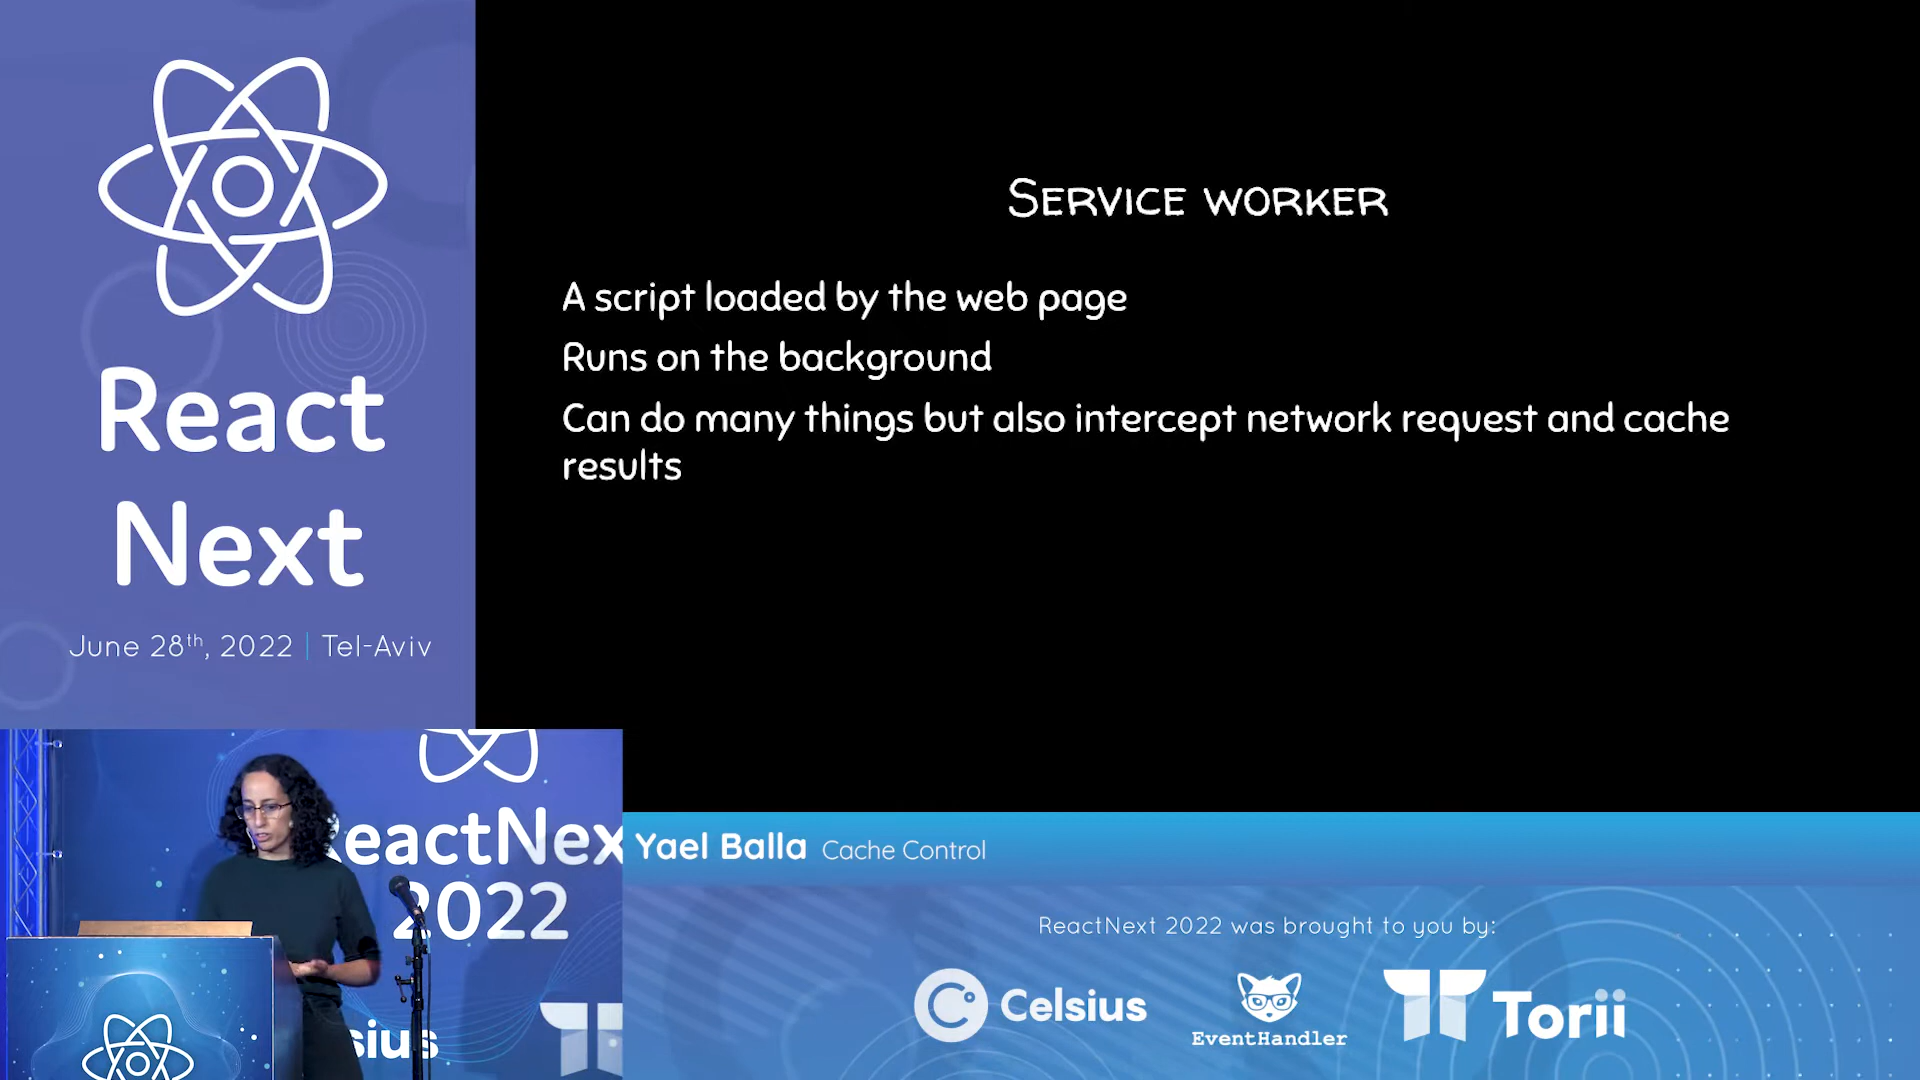 React
Next
June 28th, 2022 | Tel-Aviv
Service worker
A script loaded by the web page
Runs on the background
Can do many things but also intercept network request and cache
results
ReactNex
2022
sius
Yael Balla Cache Control
ReactNext 2022 was brought to you by:
Celsius
EventHandler
Torii